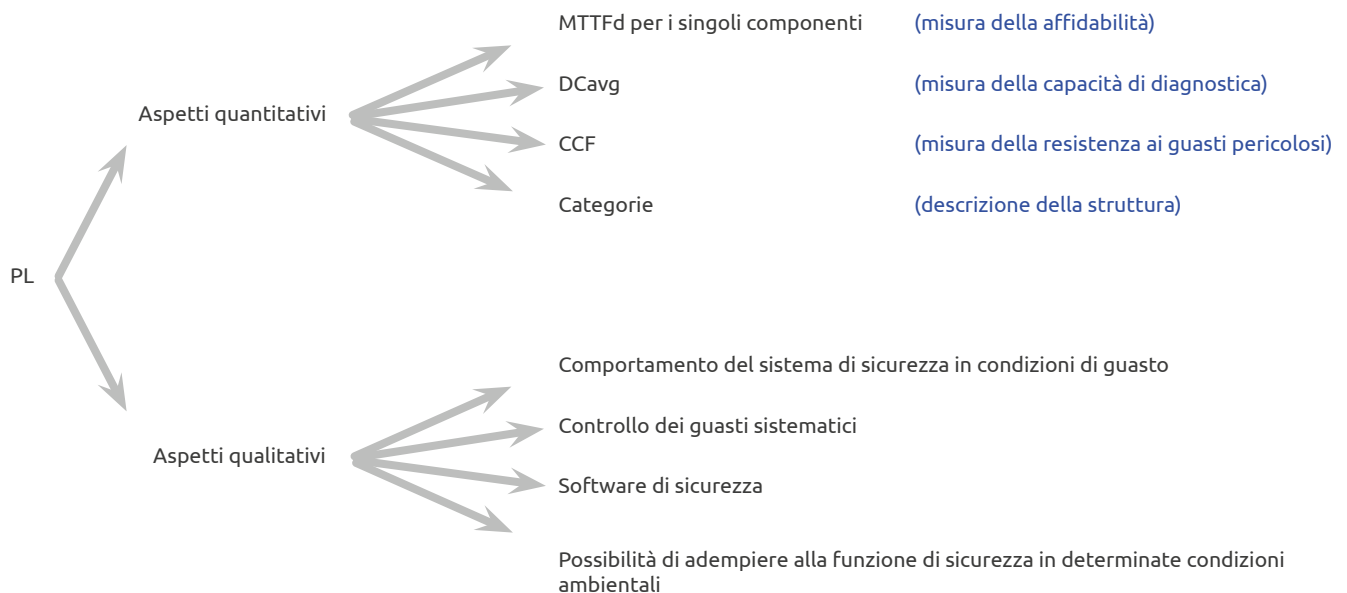 MTTFd per i singoli componenti (misura della affidabilità)
DCavg (misura della capacità di diagnostica)
Aspetti quantitativi
CCF (misura della resistenza ai guasti pericolosi)
Categorie (descrizione della struttura)
PL
Comportamento del sistema di sicurezza in condizioni di guasto
Controllo dei guasti sistematici
Aspetti qualitativi
Software di sicurezza
Possibilità di adempiere alla funzione di sicurezza in determinate condizioni
ambientali